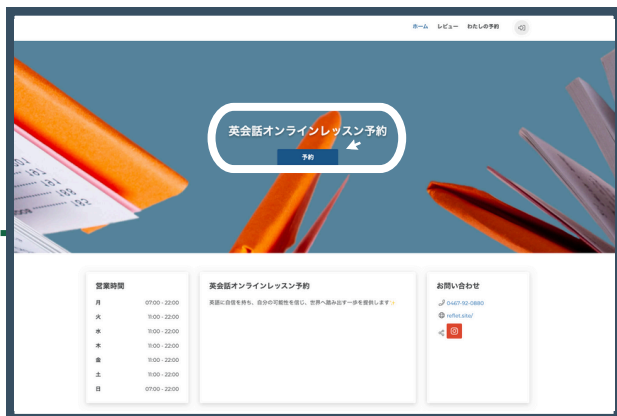 ホーム レビュー わたしの予約
英会話オンラインレッスン予約
予約
営業時間
月 07:00 - 22:00
火 11:00 - 22:00
水 11:00 - 22:00
木 11:00 - 22:00
金 11:00 - 22:00
土 11:00 - 22:00
日 07:00 - 22:00
英会話オンラインレッスン予約
英語に自信を持ち、自分の可能性を信じ、世界へ踏み出す一歩を提供します✨
お問い合わせ
0467-92-0880
reflet.site/